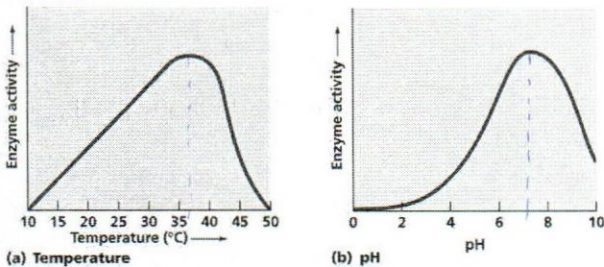 Enzyme activity
10 15 20 25 30 35 40 45 50
Temperature (°C)
(a) Temperature
Enzyme activity
0 2 4 6 8 10
pH
(b) pH